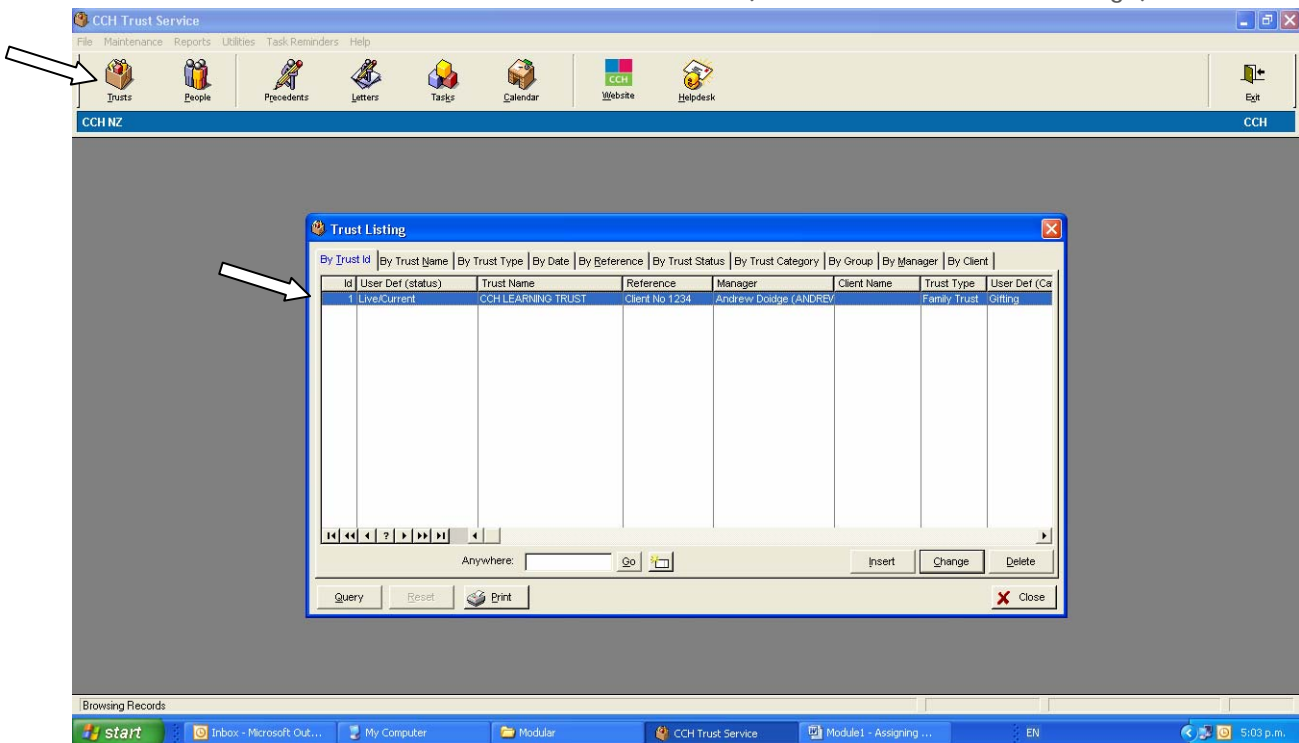 CCH Trust Service
File Maintenance Reports Utilities Task Reminders Help
Trusts People Precedents Letters Tasks Calendar CCH Website Helpdesk Exit
CCH NZ CCH
Trust Listing
By Trust Id By Trust Name By Trust Type By Date By Reference By Trust Status By Trust Category By Group By Manager By Client
Id User Def (status) Trust Name Reference Manager Client Name Trust Type User Def (Ca
1 Live/Current CCH LEARNING TRUST Client No 1234 Andrew Doidge (ANDREW Family Trust Gifting
?
Anywhere: Go Insert Change Delete
Query Reset Print Close
Browsing Records
start Inbox - Microsoft Out... My Computer Modular CCH Trust Service Module1 - Assigning ... EN 5:03 p.m.